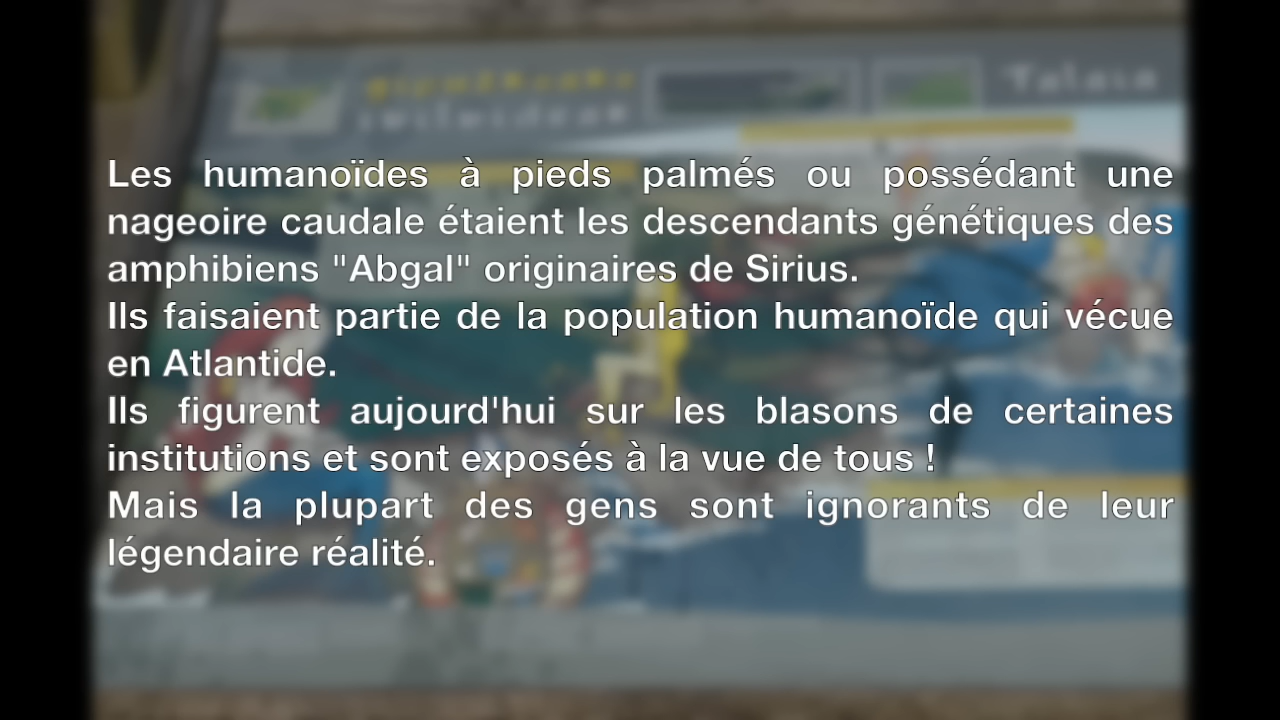 Les humanoïdes à pieds palmés ou possédant une
nageoire caudale étaient les descendants génétiques des
amphibiens "Abgal" originaires de Sirius.
Ils faisaient partie de la population humanoïde qui vécue
en Atlantide.
Ils figurent aujourd'hui sur les blasons de certaines
institutions et sont exposés à la vue de tous !
Mais la plupart des gens sont ignorants de leur
légendaire réalité.